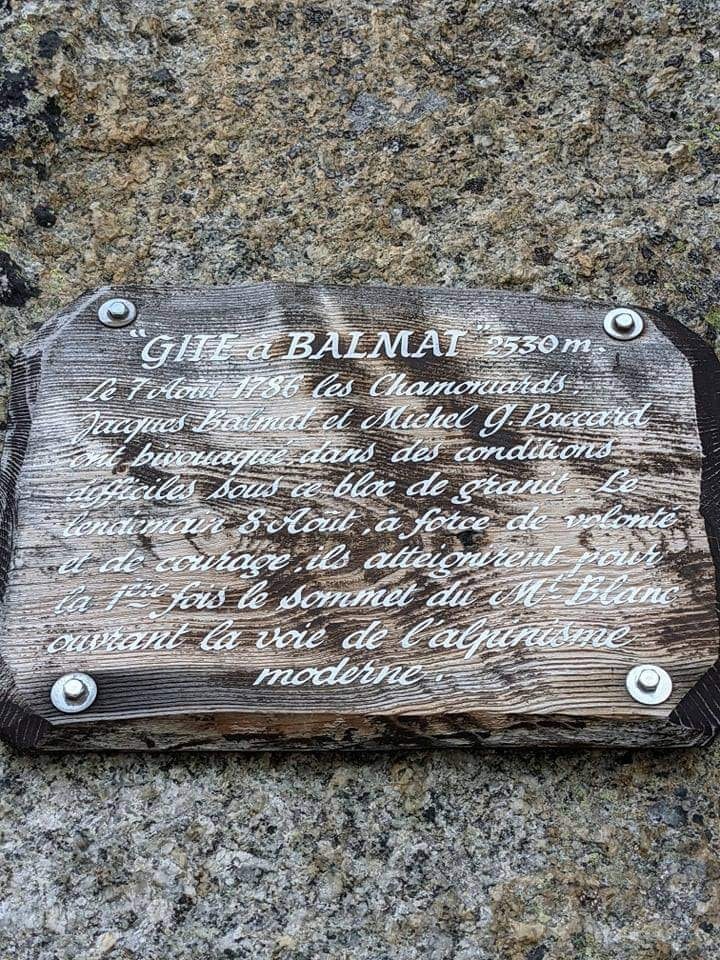 "GITE à BALMAT" 2530 m.
Le 7 Août 1786 les Chamoniards,
Jacques Balmat et Michel G. Paccard
ont bivouaqué dans des conditions
difficiles sous ce bloc de granit. Le
lendimain 8 Août, à force de volonté
et de courage, ils atteignirent pour
la 1ère fois le sommet du Mt Blanc
ouvrant la voie de l'alpinisme
moderne.